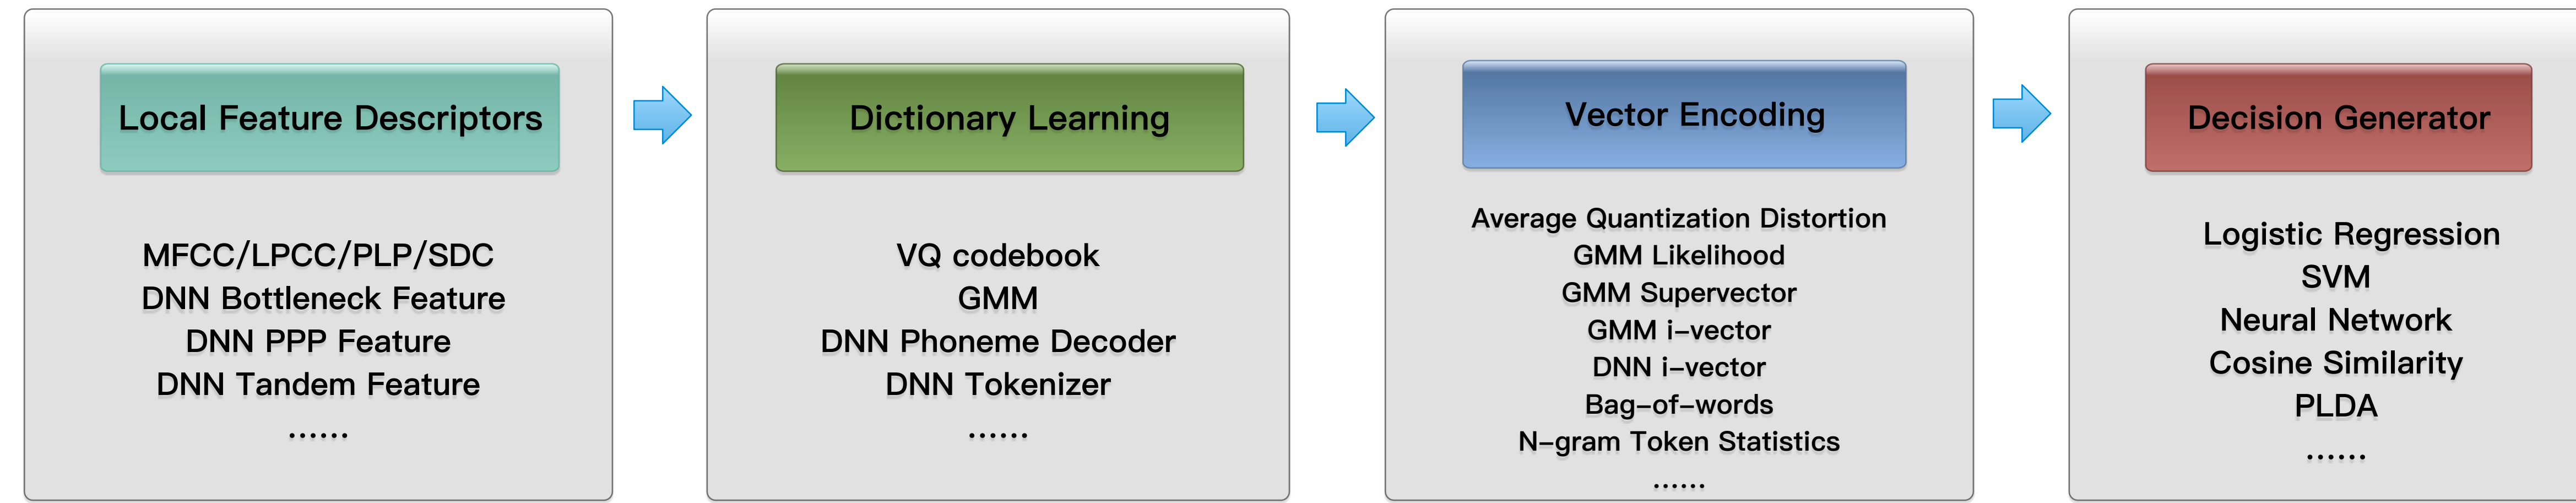 Local Feature Descriptors
MFCC/LPCC/PLP/SDC
DNN Bottleneck Feature
DNN PPP Feature
DNN Tandem Feature
......
Dictionary Learning
VQ codebook
GMM
DNN Phoneme Decoder
DNN Tokenizer
......
Vector Encoding
Average Quantization Distortion
GMM Likelihood
GMM Supervector
GMM i-vector
DNN i-vector
Bag-of-words
N-gram Token Statistics
......
Decision Generator
Logistic Regression
SVM
Neural Network
Cosine Similarity
PLDA
......